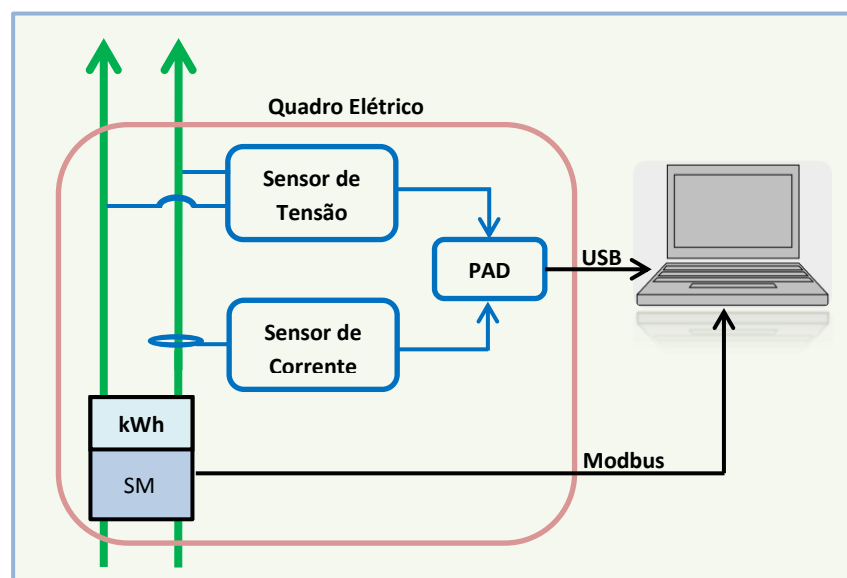 Quadro Elétrico
Sensor de
Tensão
PAD
USB
Sensor de
Corrente
kWh
SM
Modbus